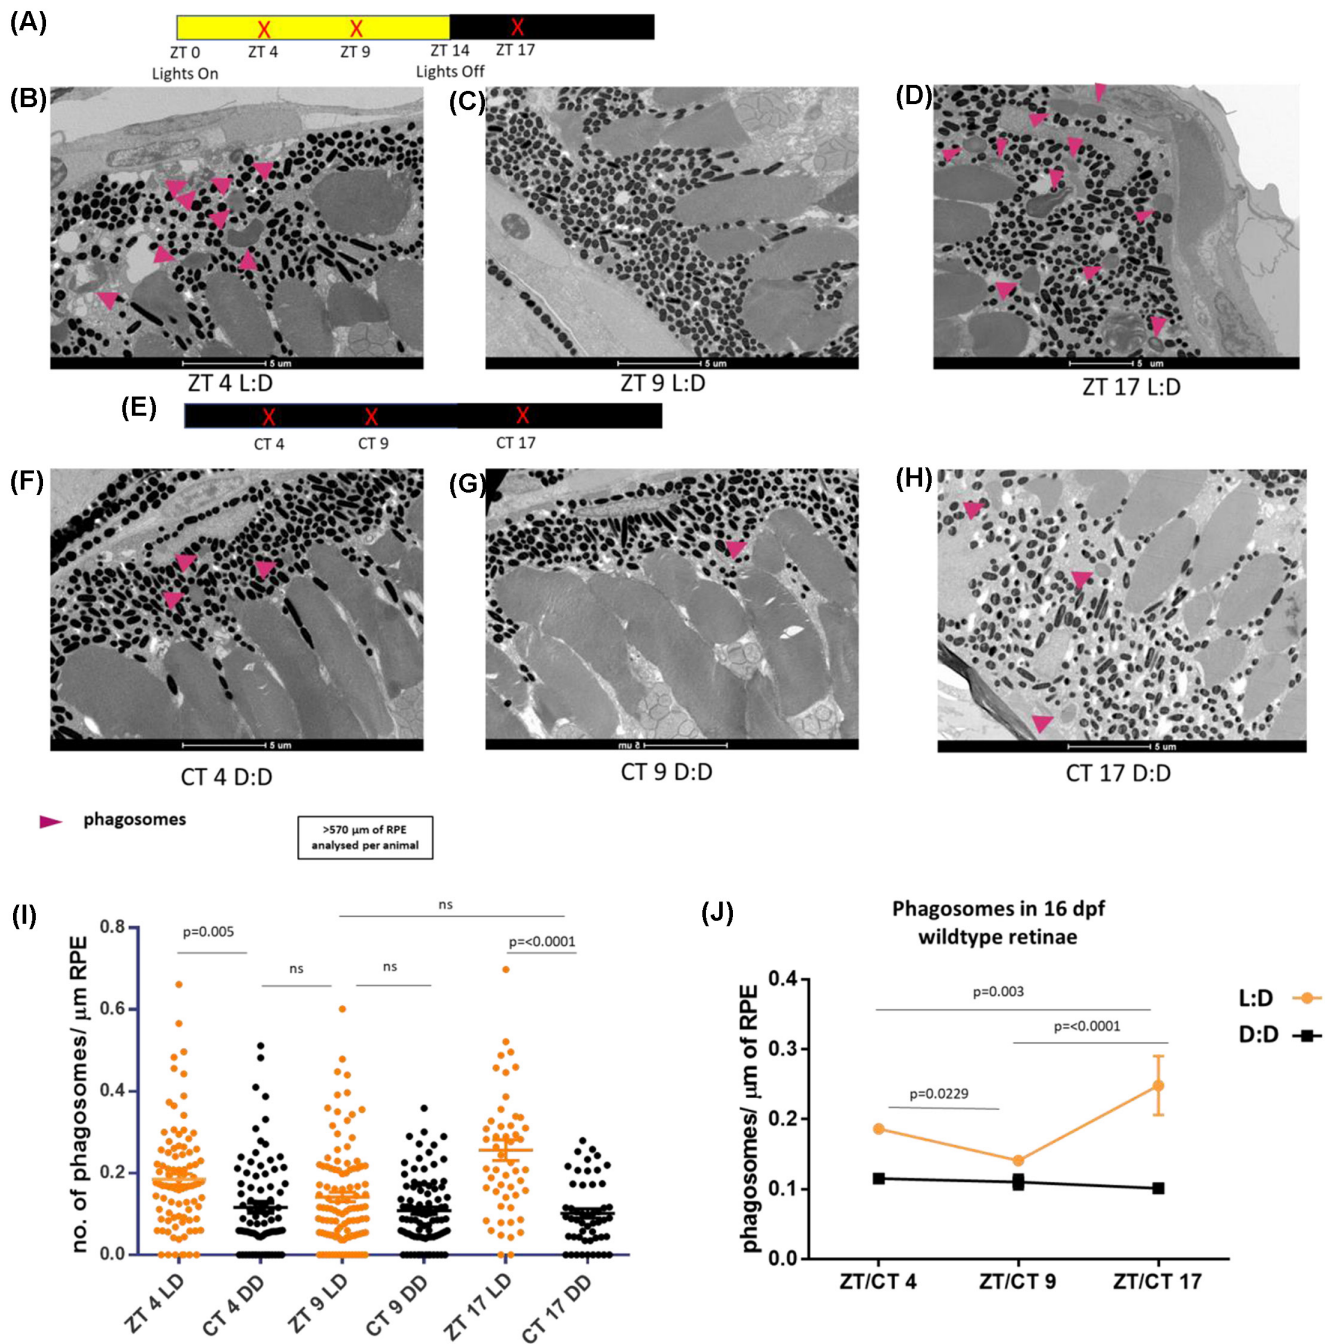 (A)
X X X
ZT 0 ZT 4 ZT 9 ZT 14 ZT 17
Lights On Lights Off
(B) (C) (D)
5 um 5 um 5 um
ZT 4 L:D ZT 9 L:D ZT 17 L:D
(E)
X X X
CT 4 CT 9 CT 17
(F) (G) (H)
5 um 5 um 5 um
CT 4 D:D CT 9 D:D CT 17 D:D
phagosomes
>570 µm of RPE
analysed per animal
(I)
no. of phagosomes/ µm RPE
0.8
0.6
0.4
0.2
0.0
p=0.005
ns
ns
ns
p=<0.0001
ZT 4 LD
CT 4 DD
ZT 9 LD
CT 9 DD
ZT 17 LD
CT 17 DD
(J)
Phagosomes in 16 dpf
wildtype retinae
phagosomes/ µm of RPE
0.4
0.3
0.2
0.1
0.0
p=0.003
p=<0.0001
p=0.0229
ZT/CT 4 ZT/CT 9 ZT/CT 17
L:D
D:D